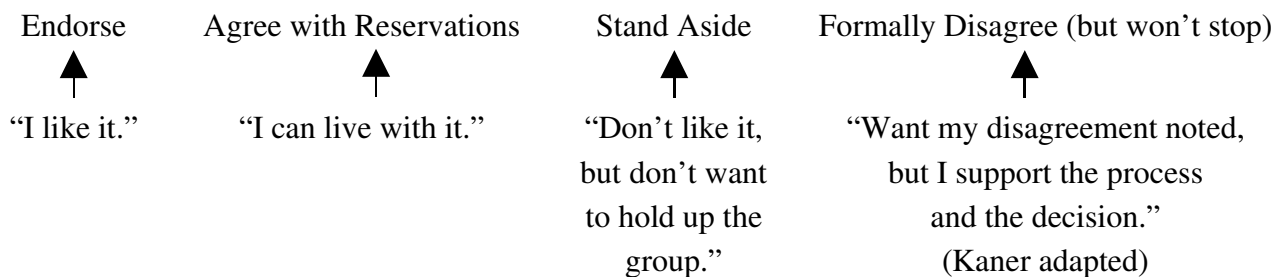 Endorse Agree with Reservations Stand Aside Formally Disagree (but won’t stop)
“I like it.” “I can live with it.” “Don’t like it, “Want my disagreement noted,
but don’t want but I support the process
to hold up the and the decision.”
group.” (Kaner adapted)